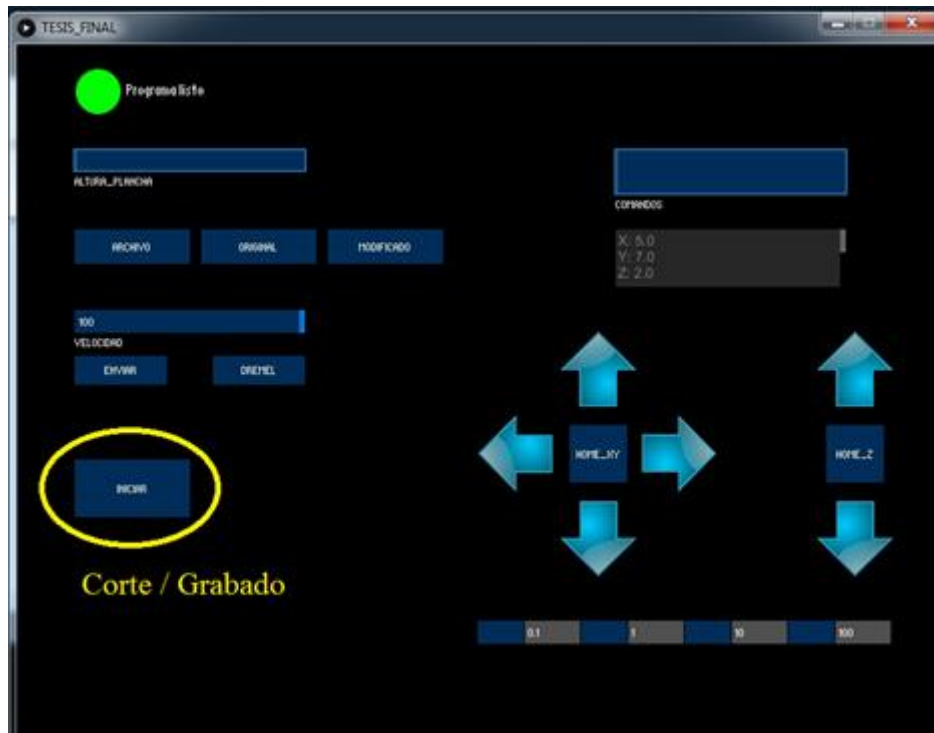 TESIS_FINAL
Programa listo
ALTURA_PLANCHA
COMANDOS
ARCHIVO
ORIGINAL
MODIFICADO
X: 5.0
Y: 7.0
Z: 2.0
100
VELOCIDAD
ENVIAR
DREMEL
HOME_XY
HOME_Z
INICIAR
Corte / Grabado
0.1
1
10
100